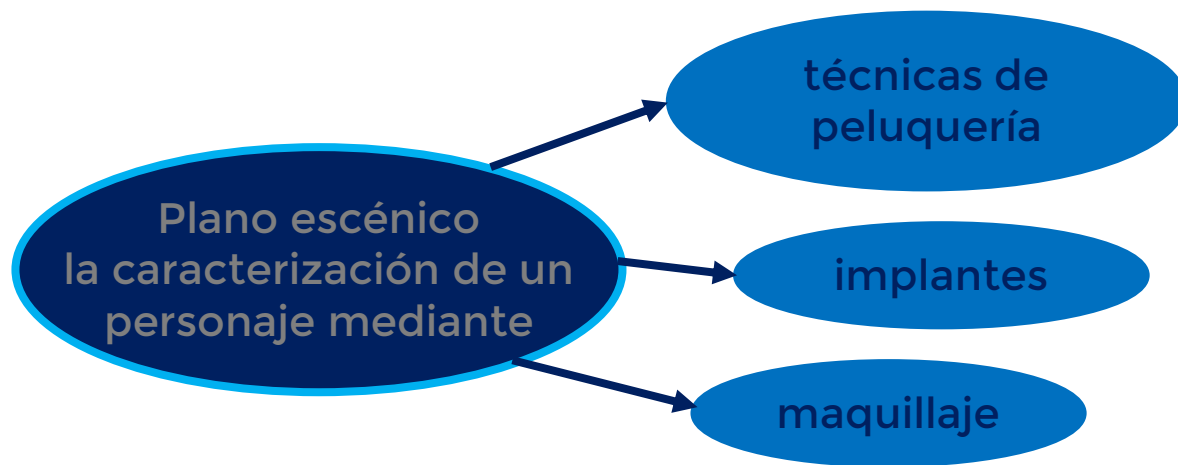 Plano escénico
la caracterización de un
personaje mediante
técnicas de
peluquería
implantes
maquillaje